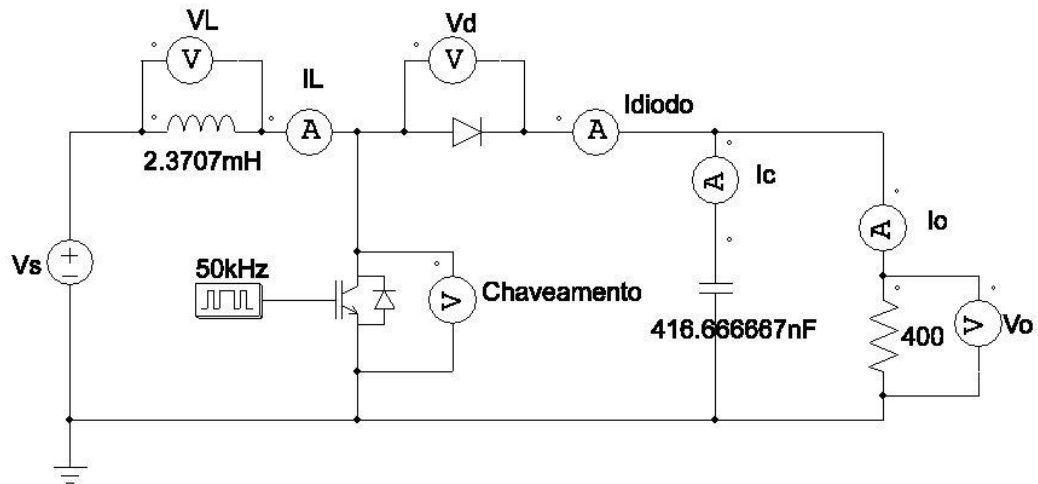 VL
Vd
V
V
IL
Idiodo
A
A
2.3707mH
A
Ic
A
Io
Vs
50kHz
V
Chaveamento
416.666667nF
400
V
Vo